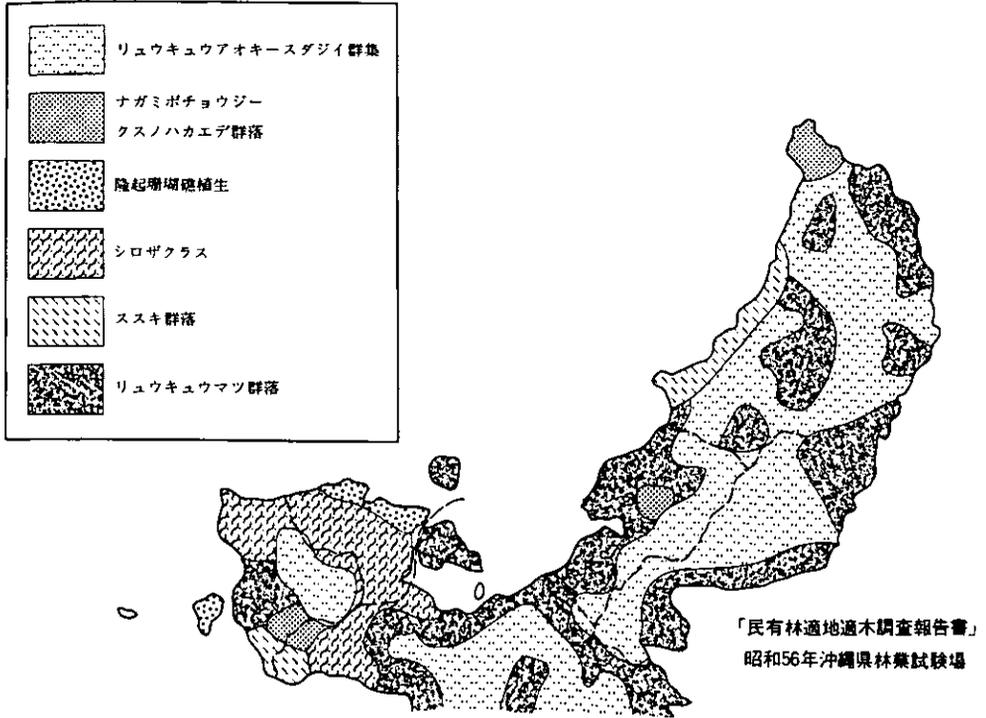 リュウキュウアオキースダジイ群集
ナガミボチョウジー
クスノハカエデ群落
隆起珊瑚礁植生
シロザクラス
ススキ群落
リュウキュウマツ群落
「民有林適地適木調査報告書」
昭和56年沖縄県林業試験場